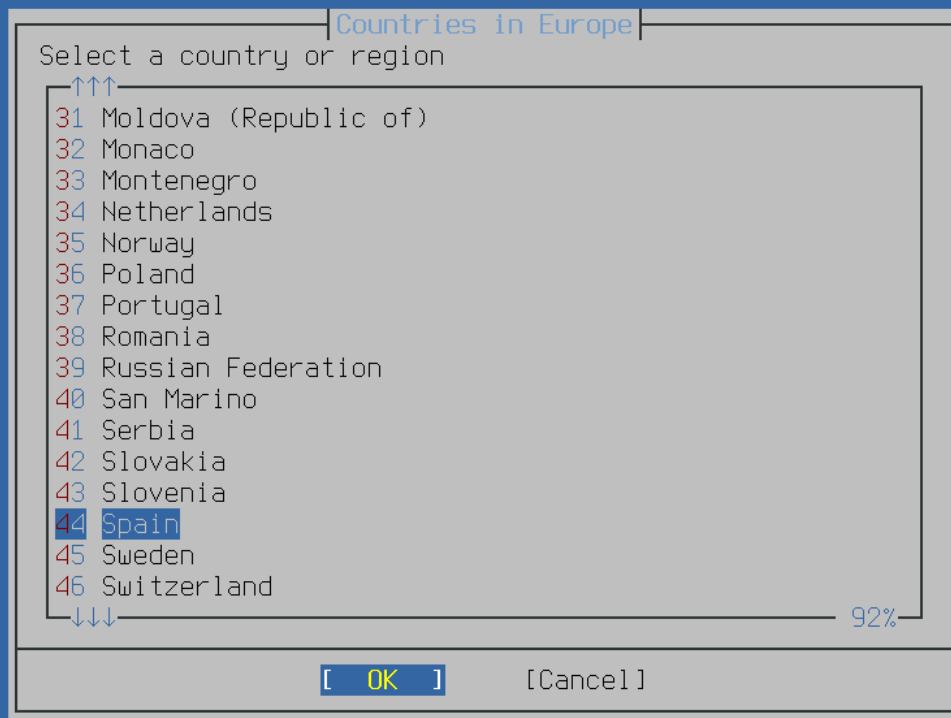 Countries in Europe
Select a country or region
↑↑↑
31 Moldova (Republic of)
32 Monaco
33 Montenegro
34 Netherlands
35 Norway
36 Poland
37 Portugal
38 Romania
39 Russian Federation
40 San Marino
41 Serbia
42 Slovakia
43 Slovenia
44 Spain
45 Sweden
46 Switzerland
↓↓↓ 92%
[ OK ] [Cancel]